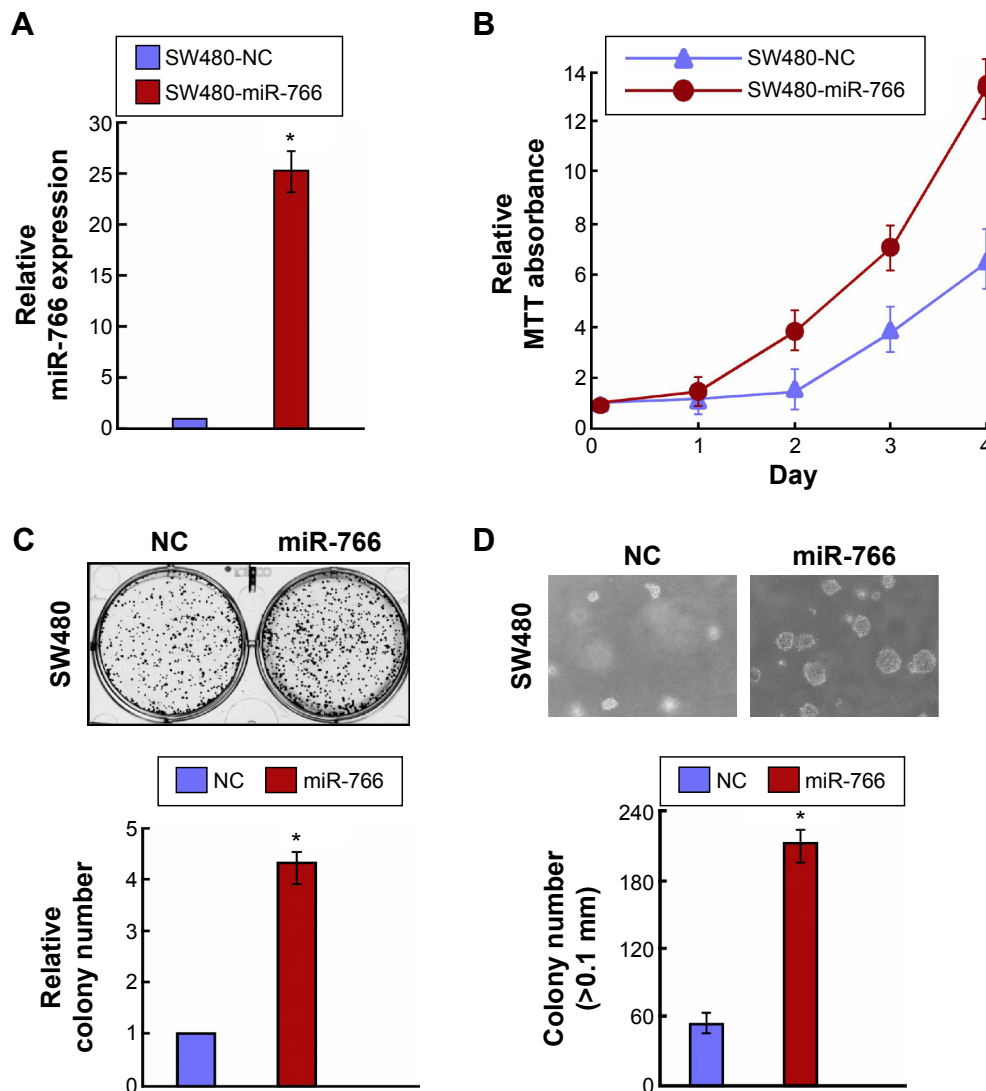 A
SW480-NC
SW480-miR-766
Relative
miR-766 expression
30
25
20
15
10
5
0
*
B
SW480-NC
SW480-miR-766
Relative
MTT absorbance
14
12
10
8
6
4
2
0
0 1 2 3 4
Day
C
NC miR-766
SW480
NC miR-766
Relative
colony number
5
4
3
2
1
0
*
D
NC miR-766
SW480
NC miR-766
Colony number
(>0.1 mm)
240
180
120
60
0
*